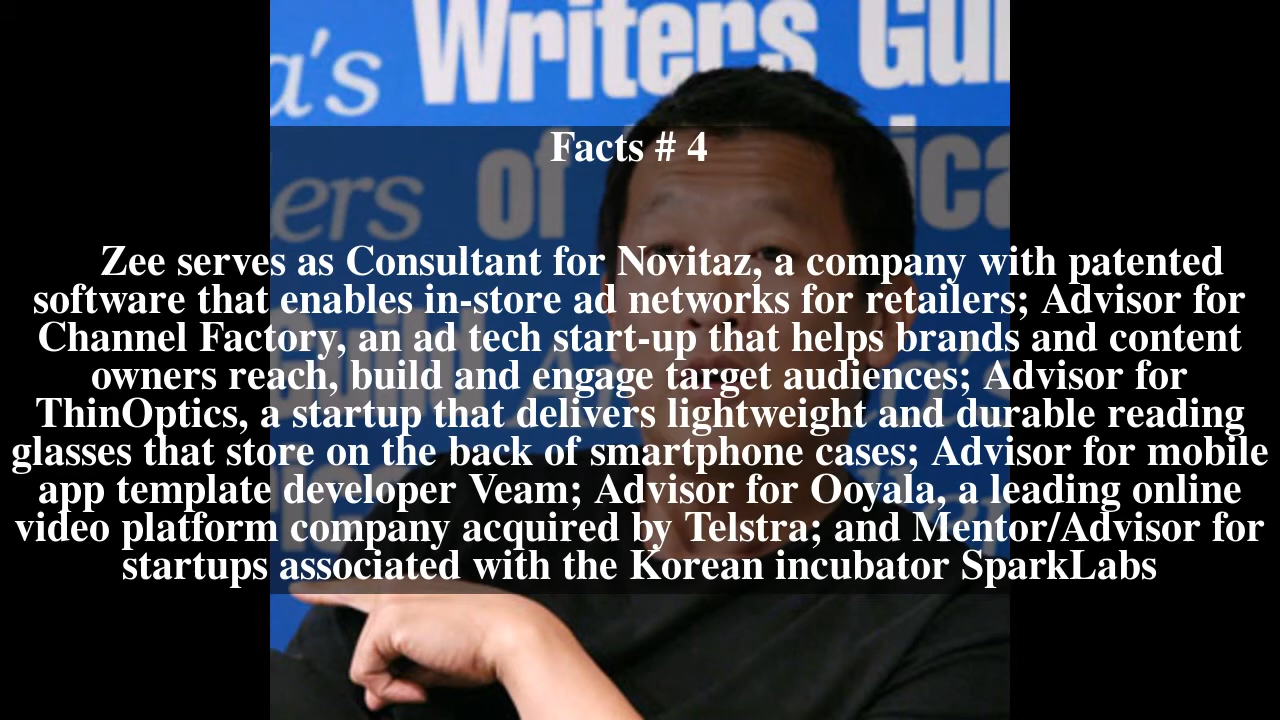 a's Writers Gui
Facts # 4
ters of ica
Zee serves as Consultant for Novitaz, a company with patented
software that enables in-store ad networks for retailers; Advisor for
Channel Factory, an ad tech start-up that helps brands and content
owners reach, build and engage target audiences; Advisor for
ThinOptics, a startup that delivers lightweight and durable reading
glasses that store on the back of smartphone cases; Advisor for mobile
app template developer Veam; Advisor for Ooyala, a leading online
video platform company acquired by Telstra; and Mentor/Advisor for
startups associated with the Korean incubator SparkLabs